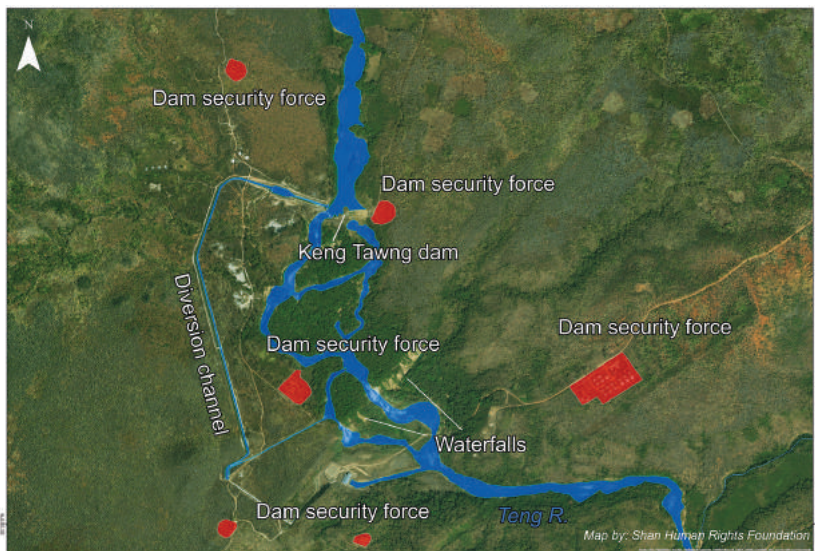 N
Dam security force
Dam security force
Keng Tawng dam
Diversion channel
Dam security force
Dam security force
Waterfalls
Dam security force
Teng R.
Map by: Shan Human Rights Foundation